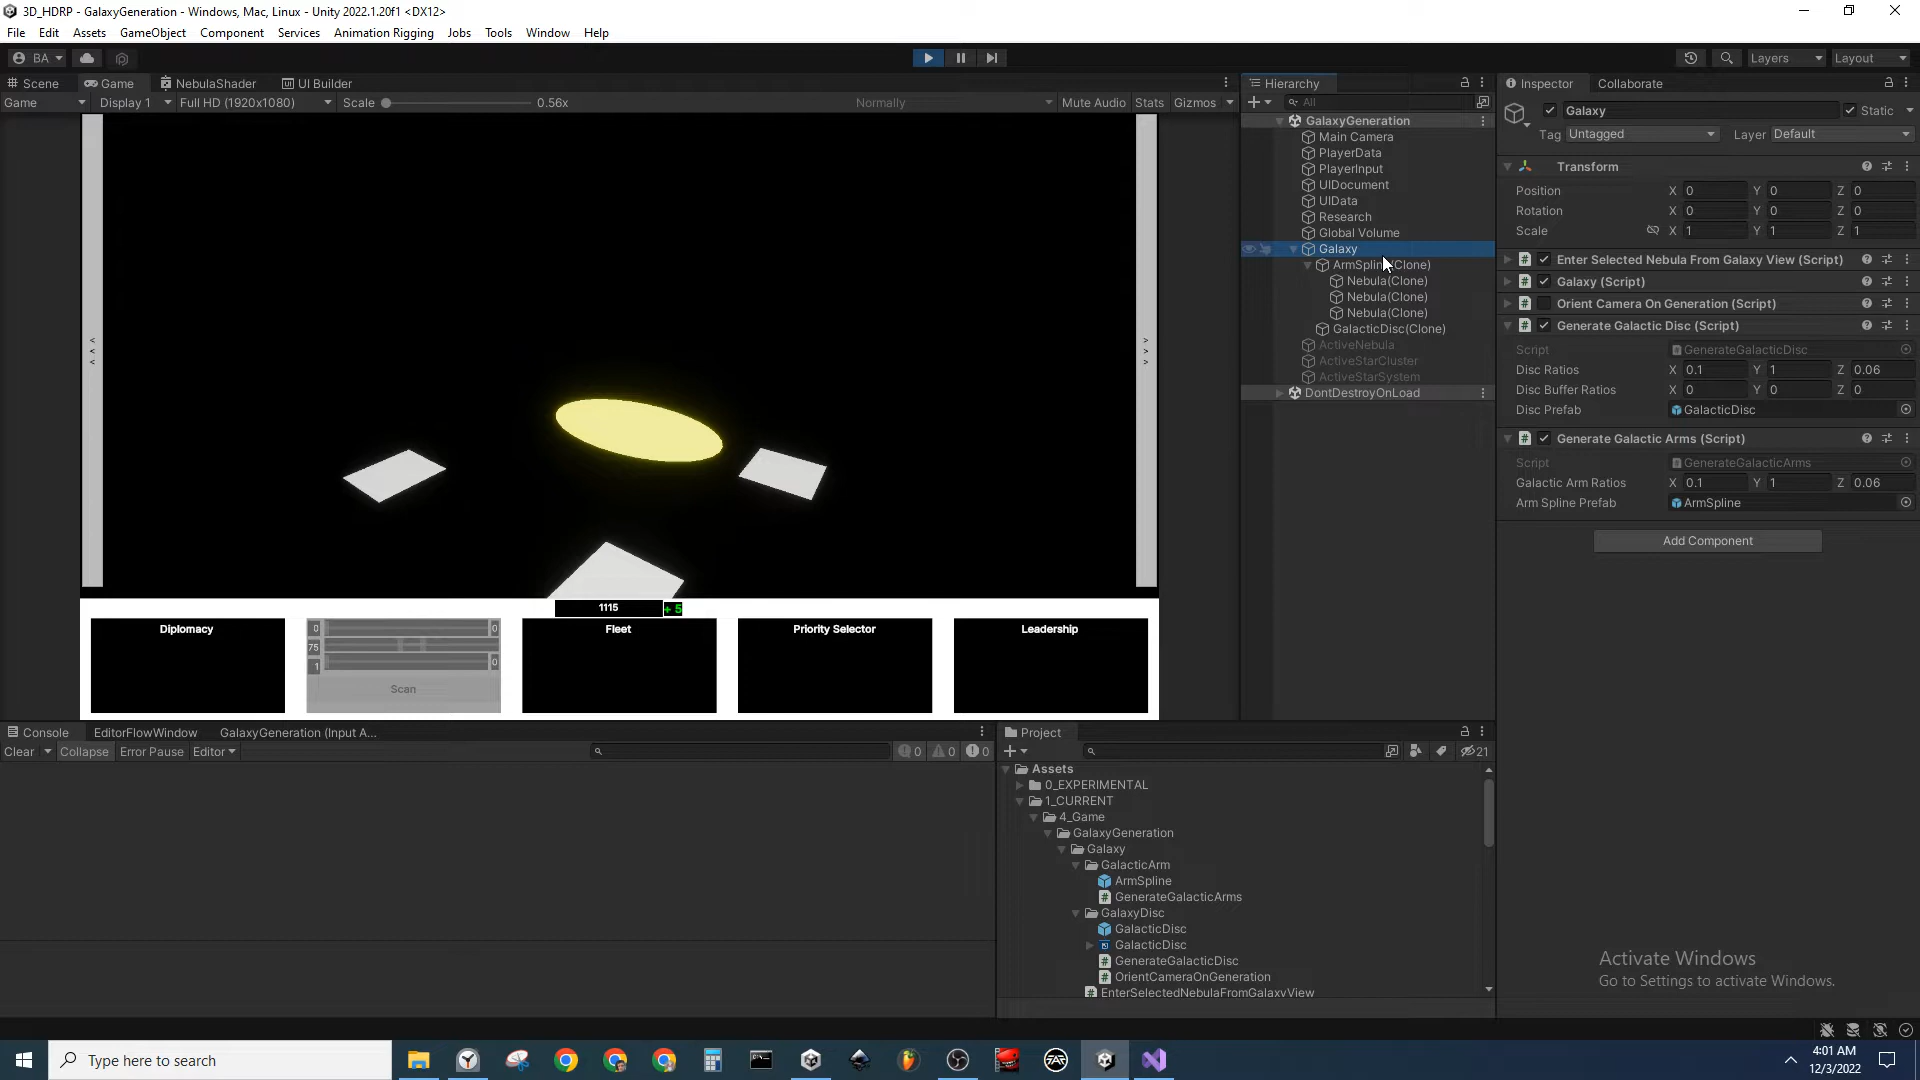 3D_HDRP - GalaxyGeneration - Windows, Mac, Linux - Unity 2022.1.20f1 <DX12>
File Edit Assets GameObject Component Services Animation Rigging Jobs Tools Window Help
BA Layers Layout
Scene Game NebulaShader UI Builder
Game Display 1 Full HD (1920x1080) Scale 0.56x Normally Mute Audio Stats Gizmos
<
<
<
>
>
>
1115 + 5
Diplomacy
0 0
75
1 0
Scan
Fleet
Priority Selector
Leadership
Hierarchy
All
GalaxyGeneration
Main Camera
PlayerData
PlayerInput
UIDocument
UIData
Research
Global Volume
Galaxy
ArmSpline(Clone)
Nebula(Clone)
Nebula(Clone)
Nebula(Clone)
GalacticDisc(Clone)
ActiveNebula
ActiveStarCluster
ActiveStarSystem
DontDestroyOnLoad
Inspector Collaborate
Galaxy Static
Tag Untagged Layer Default
Transform
Position X 0 Y 0 Z 0
Rotation X 0 Y 0 Z 0
Scale X 1 Y 1 Z 1
# Enter Selected Nebula From Galaxy View (Script)
# Galaxy (Script)
# Orient Camera On Generation (Script)
# Generate Galactic Disc (Script)
Script GenerateGalacticDisc
Disc Ratios X 0.1 Y 1 Z 0.06
Disc Buffer Ratios X 0 Y 0 Z 0
Disc Prefab GalacticDisc
# Generate Galactic Arms (Script)
Script GenerateGalacticArms
Galactic Arm Ratios X 0.1 Y 1 Z 0.06
Arm Spline Prefab ArmSpline
Add Component
Console EditorFlowWindow GalaxyGeneration (Input A...
Clear Collapse Error Pause Editor 0 0 0
Project
21
Assets
0_EXPERIMENTAL
1_CURRENT
4_Game
GalaxyGeneration
Galaxy
GalacticArm
ArmSpline
GenerateGalacticArms
GalaxyDisc
GalacticDisc
GalacticDisc
GenerateGalacticDisc
OrientCameraOnGeneration
EnterSelectedNebulaFromGalaxyView
Activate Windows
Go to Settings to activate Windows.
Type here to search
4:01 AM
12/3/2022